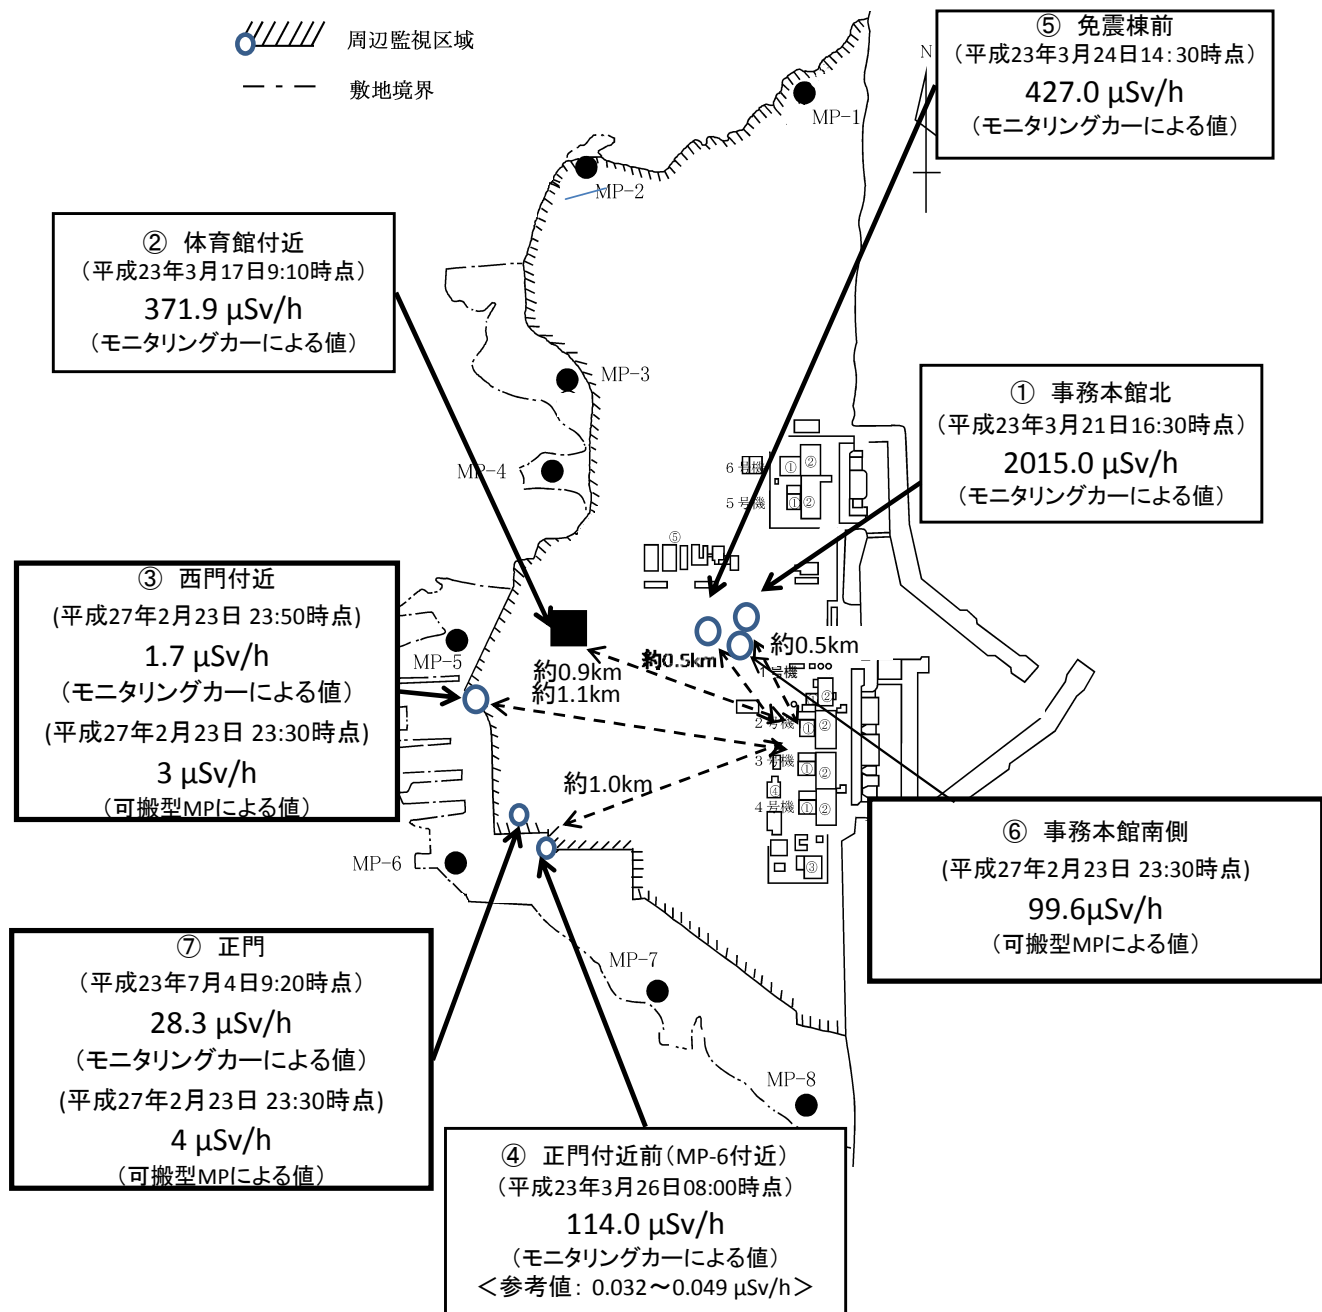 周辺監視区域
敷地境界
⑤ 免震棟前
(平成23年3月24日14:30時点)
427.0 μSv/h
(モニタリングカーによる値)
N
MP-1
MP-2
② 体育館付近
(平成23年3月17日9:10時点)
371.9 μSv/h
(モニタリングカーによる値)
MP-3
① 事務本館北
(平成23年3月21日16:30時点)
2015.0 μSv/h
(モニタリングカーによる値)
MP-4
6号機
① ②
5号機
① ②
⑤
③ 西門付近
(平成27年2月23日 23:50時点)
1.7 μSv/h
(モニタリングカーによる値)
(平成27年2月23日 23:30時点)
3 μSv/h
(可搬型MPによる値)
MP-5
約0.9km
約1.1km
約0.5km
約0.5km
1号機
②
2号機
① ②
3号機
① ②
④
4号機
① ②
③
約1.0km
MP-6
⑥ 事務本館南側
(平成27年2月23日 23:30時点)
99.6μSv/h
(可搬型MPによる値)
⑦ 正門
(平成23年7月4日9:20時点)
28.3 μSv/h
(モニタリングカーによる値)
(平成27年2月23日 23:30時点)
4 μSv/h
(可搬型MPによる値)
MP-7
MP-8
④ 正門付近前(MP-6付近)
(平成23年3月26日08:00時点)
114.0 μSv/h
(モニタリングカーによる値)
<参考値: 0.032~0.049 μSv/h>